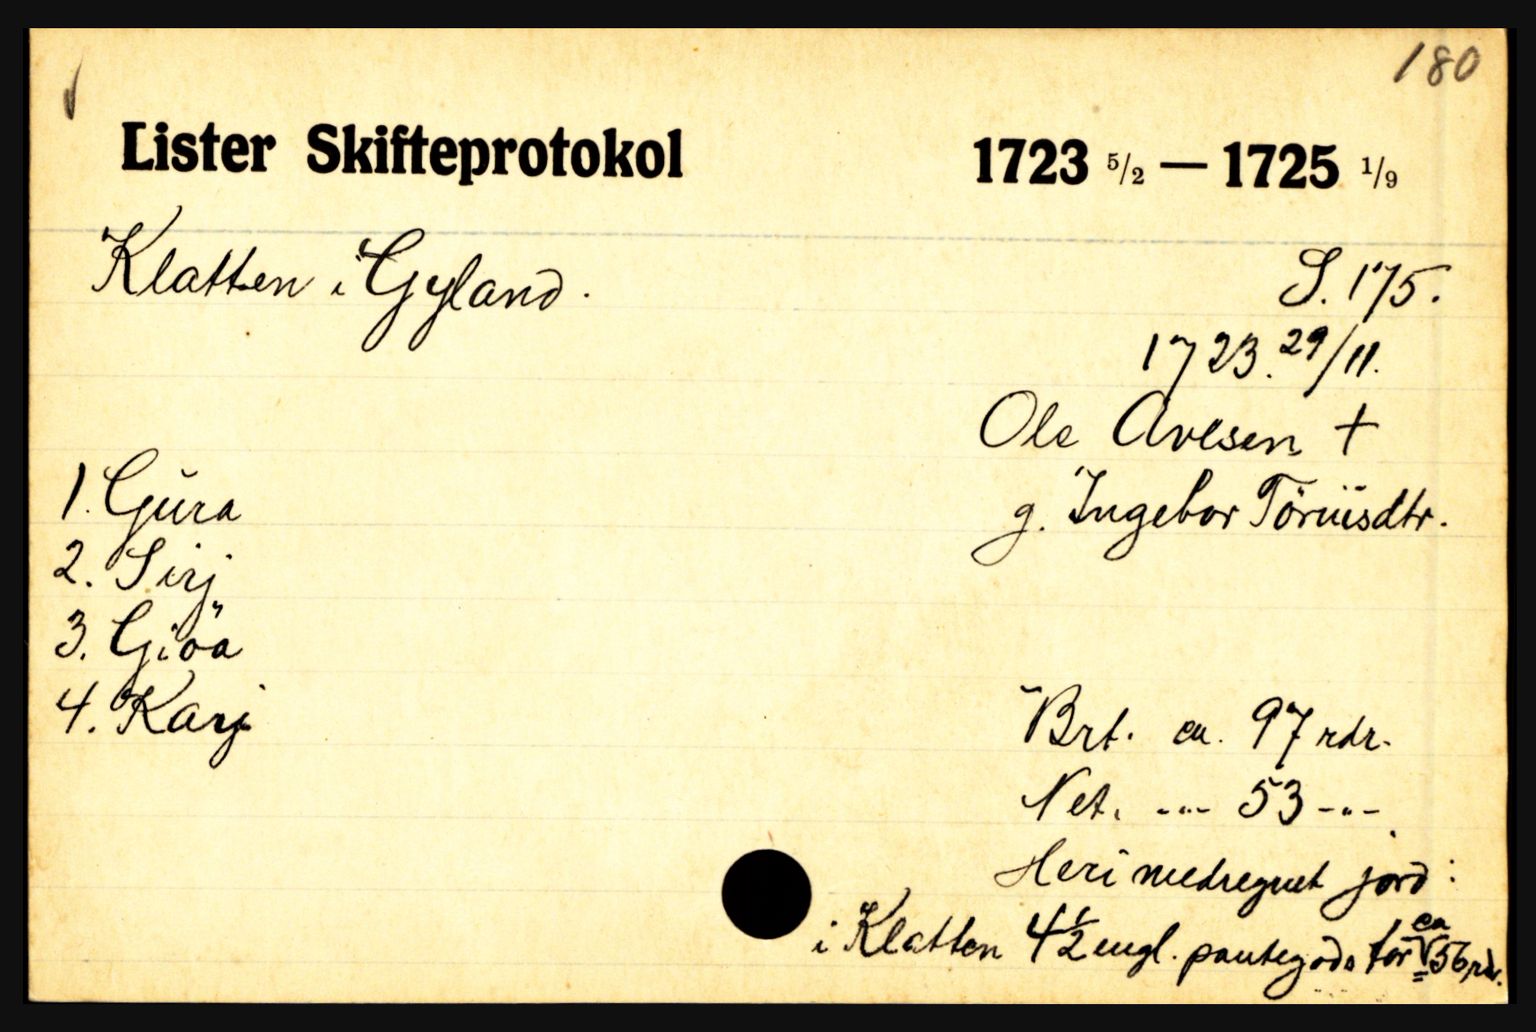 180
Lister Skifteprotokol 1723 5/2 — 1725 1/9
Klatten i Gyland.
S. 175.
1723. 29/11.
Ole Avlsen +
g. Ingebor Töruisdtr.
1. Gura
2. Sirj
3. Giöa
4. Karj
Brt. ca. 97 rdr.
Net. -"- 53 -"-
Heri medregnet jord:
i Klatten 4½ engl. pantegods for ca 56 rdr.